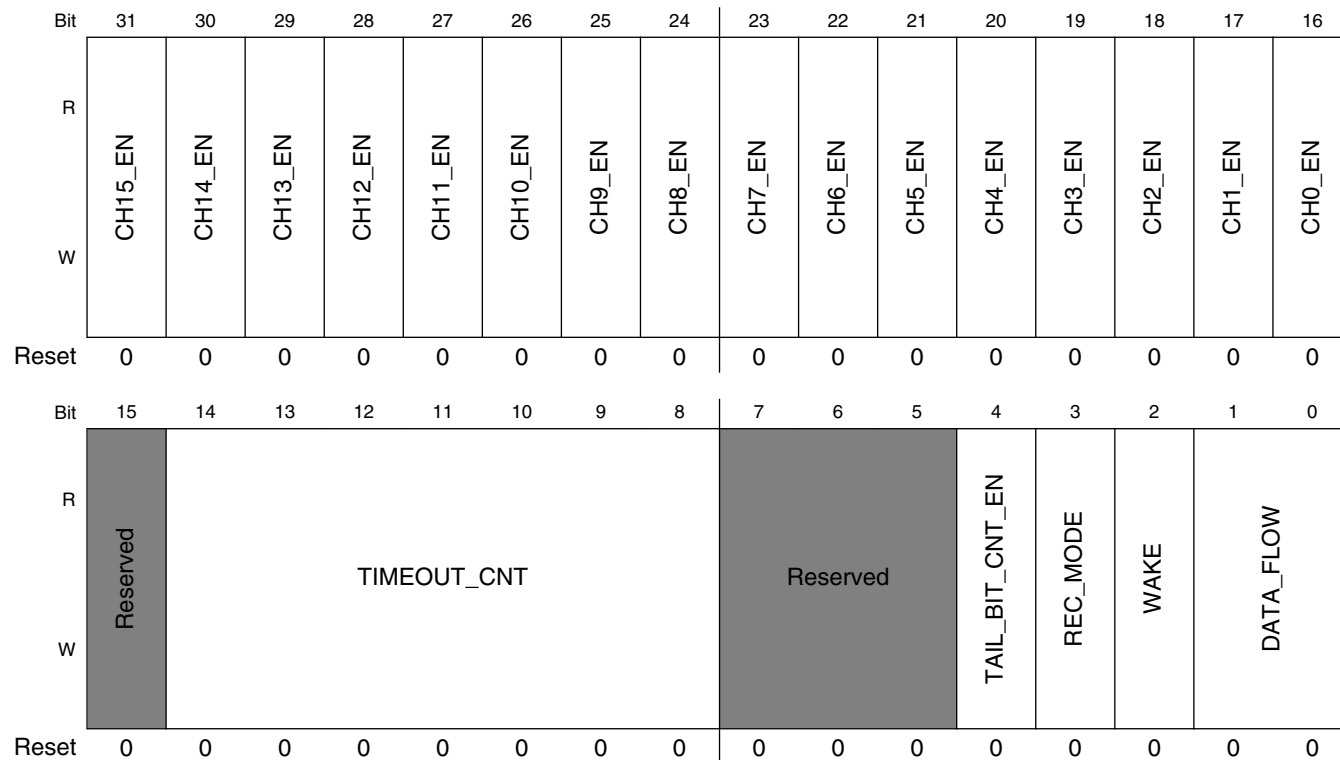 Bit 31 30 29 28 27 26 25 24 23 22 21 20 19 18 17 16
R
W
CH15_EN CH14_EN CH13_EN CH12_EN CH11_EN CH10_EN CH9_EN CH8_EN CH7_EN CH6_EN CH5_EN CH4_EN CH3_EN CH2_EN CH1_EN CH0_EN
Reset 0 0 0 0 0 0 0 0 0 0 0 0 0 0 0 0
Bit 15 14 13 12 11 10 9 8 7 6 5 4 3 2 1 0
R
W
Reserved TIMEOUT_CNT Reserved TAIL_BIT_CNT_EN REC_MODE WAKE DATA_FLOW
Reset 0 0 0 0 0 0 0 0 0 0 0 0 0 0 0 0